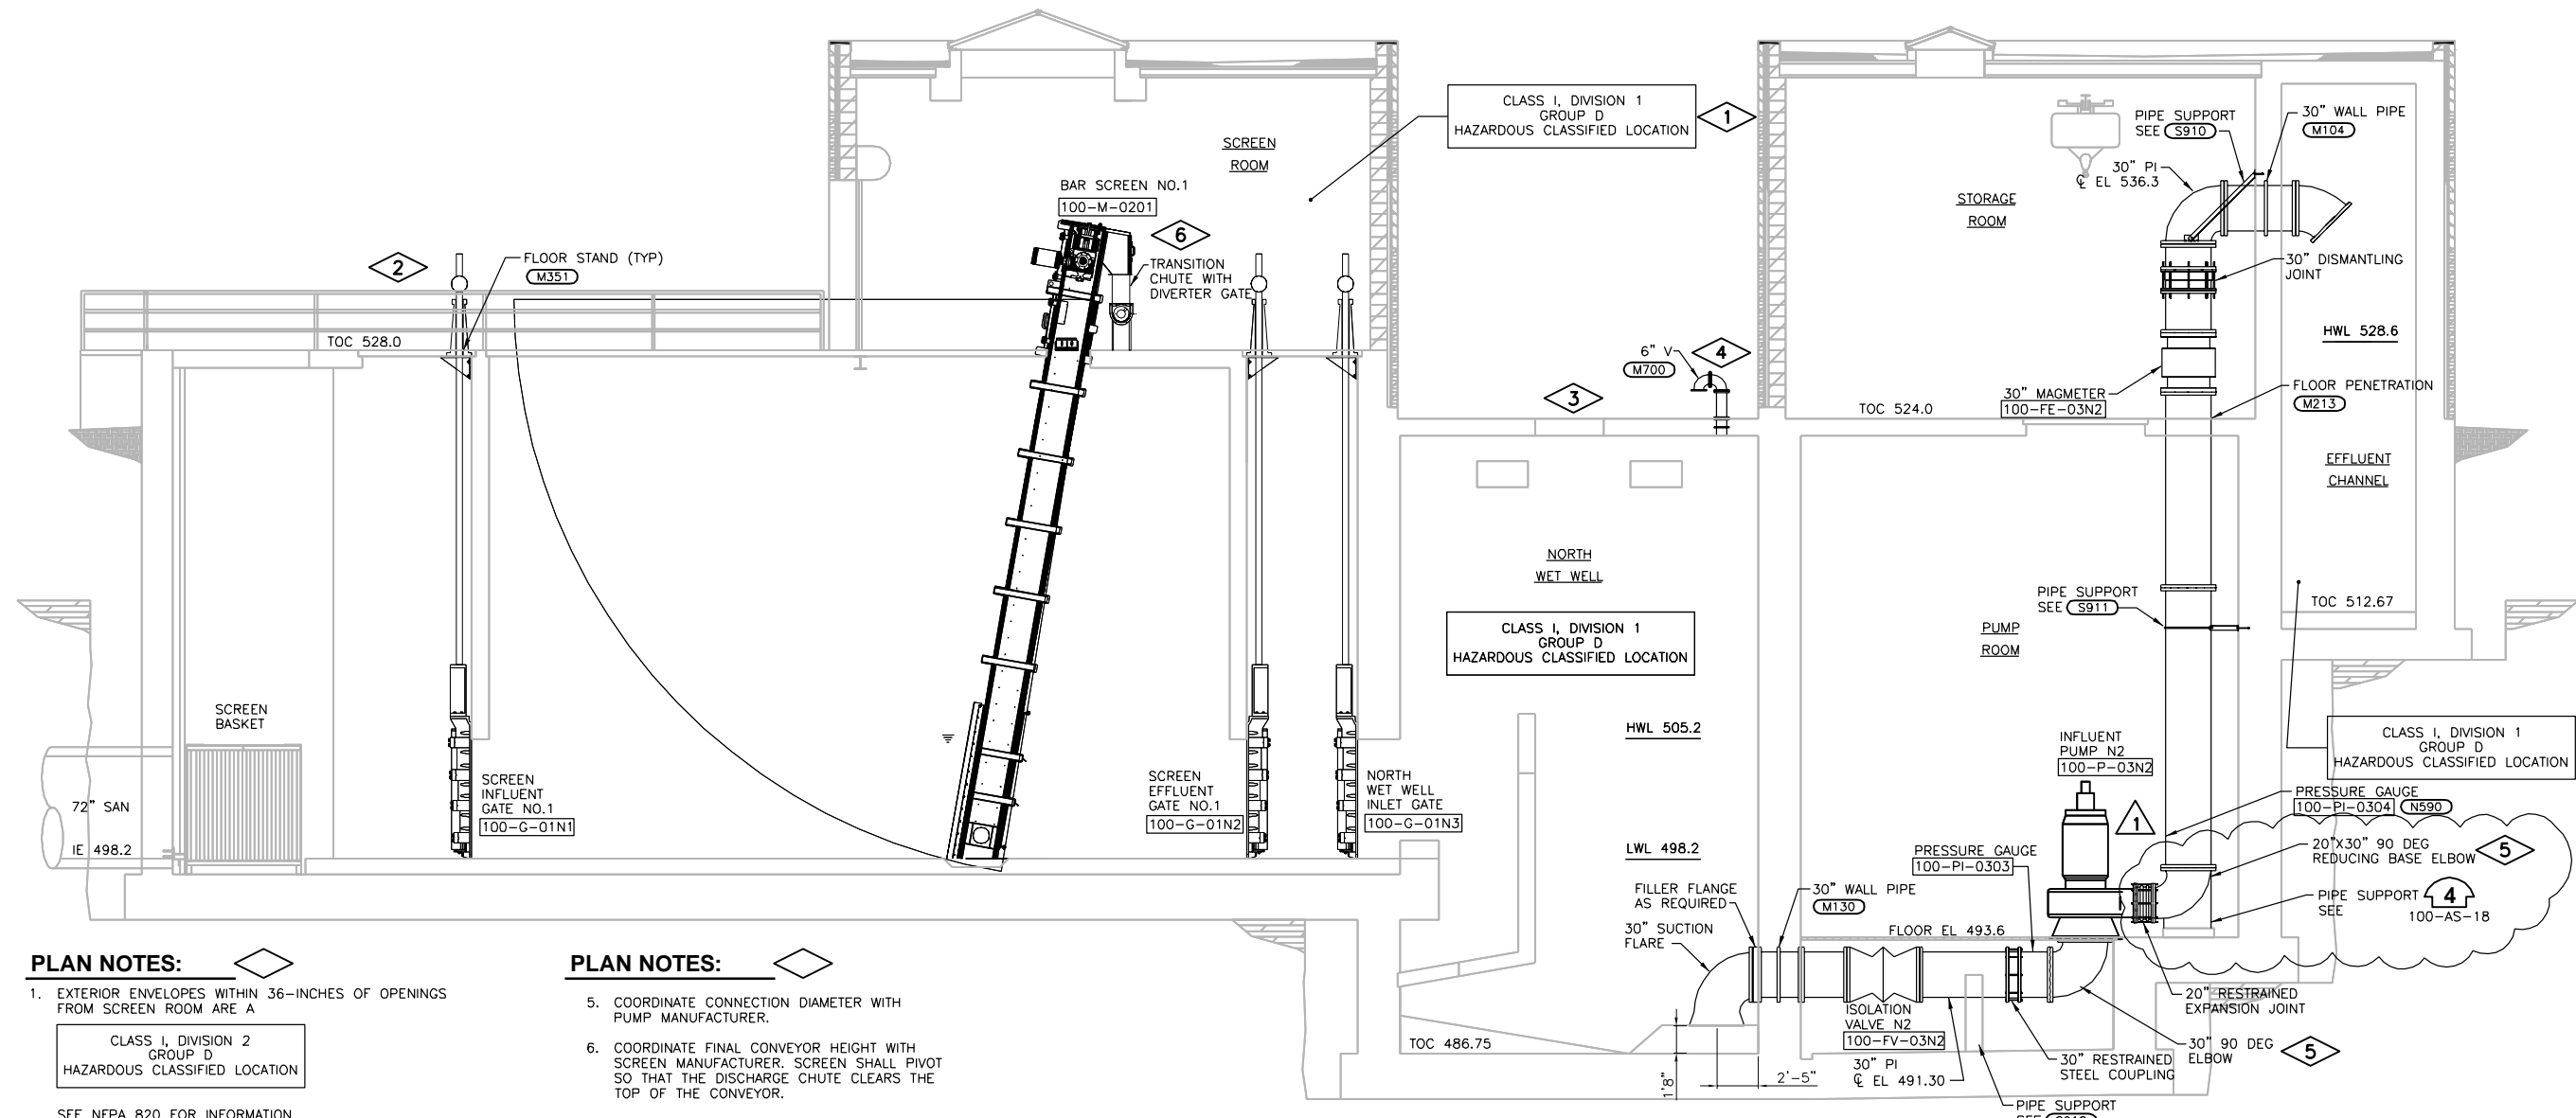 CLASS I, DIVISION 1
GROUP D
HAZARDOUS CLASSIFIED LOCATION
1
SCREEN
ROOM
BAR SCREEN NO.1
100-M-0201
6
TRANSITION
CHUTE WITH
DIVERTER GATE
2
FLOOR STAND (TYP)
M351
TOC 528.0
PIPE SUPPORT
SEE S910
30" WALL PIPE
M104
30" PI
℄ EL 536.3
STORAGE
ROOM
30" DISMANTLING
JOINT
HWL 528.6
6" V
M700
4
3
TOC 524.0
30" MAGMETER
100-FE-03N2
FLOOR PENETRATION
M213
EFFLUENT
CHANNEL
NORTH
WET WELL
CLASS I, DIVISION 1
GROUP D
HAZARDOUS CLASSIFIED LOCATION
PIPE SUPPORT
SEE S911
TOC 512.67
PUMP
ROOM
SCREEN
BASKET
72" SAN
IE 498.2
SCREEN
INFLUENT
GATE NO.1
100-G-01N1
SCREEN
EFFLUENT
GATE NO.1
100-G-01N2
NORTH
WET WELL
INLET GATE
100-G-01N3
HWL 505.2
LWL 498.2
INFLUENT
PUMP N2
100-P-03N2
1
CLASS I, DIVISION 1
GROUP D
HAZARDOUS CLASSIFIED LOCATION
PRESSURE GAUGE
100-PI-0304 N590
20"X30" 90 DEG
REDUCING BASE ELBOW
5
PIPE SUPPORT
SEE
4
100-AS-18
PRESSURE GAUGE
100-PI-0303
FILLER FLANGE
AS REQUIRED
30" WALL PIPE
M130
30" SUCTION
FLARE
FLOOR EL 493.6
20" RESTRAINED
EXPANSION JOINT
ISOLATION
VALVE N2
100-FV-03N2
30" PI
℄ EL 491.30
30" RESTRAINED
STEEL COUPLING
30" 90 DEG
ELBOW
5
TOC 486.75
1'8"
2'-5"
PIPE SUPPORT
PLAN NOTES:
1. EXTERIOR ENVELOPES WITHIN 36-INCHES OF OPENINGS
FROM SCREEN ROOM ARE A
CLASS I, DIVISION 2
GROUP D
HAZARDOUS CLASSIFIED LOCATION
SEE NFPA 820 FOR INFORMATION
PLAN NOTES:
5. COORDINATE CONNECTION DIAMETER WITH
PUMP MANUFACTURER.
6. COORDINATE FINAL CONVEYOR HEIGHT WITH
SCREEN MANUFACTURER. SCREEN SHALL PIVOT
SO THAT THE DISCHARGE CHUTE CLEARS THE
TOP OF THE CONVEYOR.